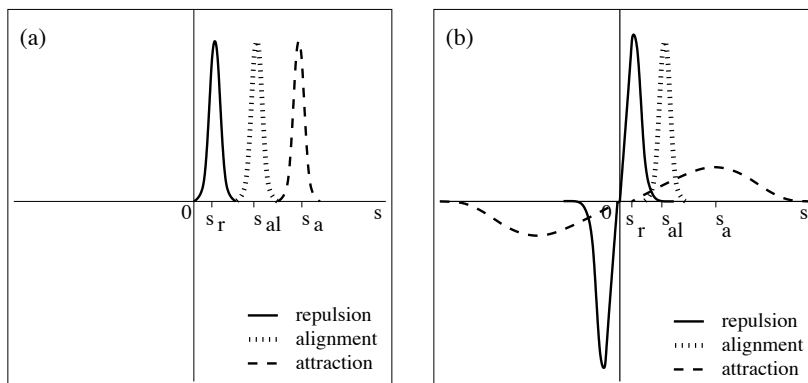 (a)
0
s r
s al
s a
s
repulsion
alignment
attraction
(b)
0
s r
s al
s a
s
repulsion
alignment
attraction